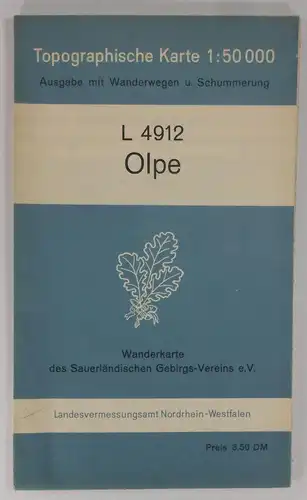 Topographische Karte 1:50 000
Ausgabe mit Wanderwegen u. Schummerung
L 4912
Olpe
Wanderkarte
des Sauerländischen Gebirgs-Vereins e.V.
Landesvermessungsamt Nordrhein-Westfalen
Preis 3.50 DM